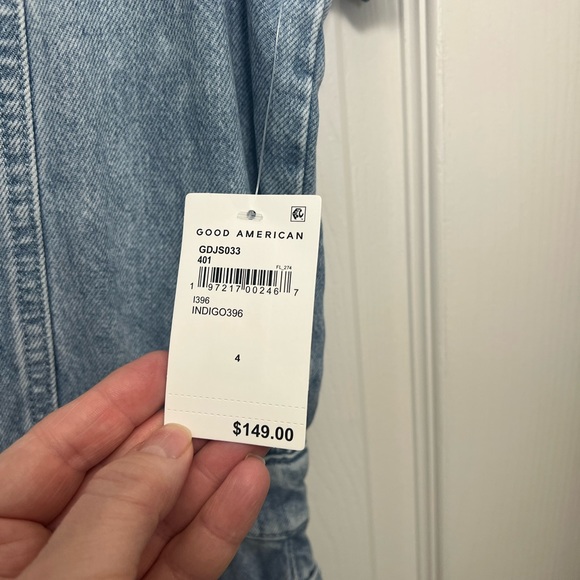 GOOD AMERICAN
GDJS033
401
FL_274
1 97217 00246 7
I396
INDIGO396
4
$149.00